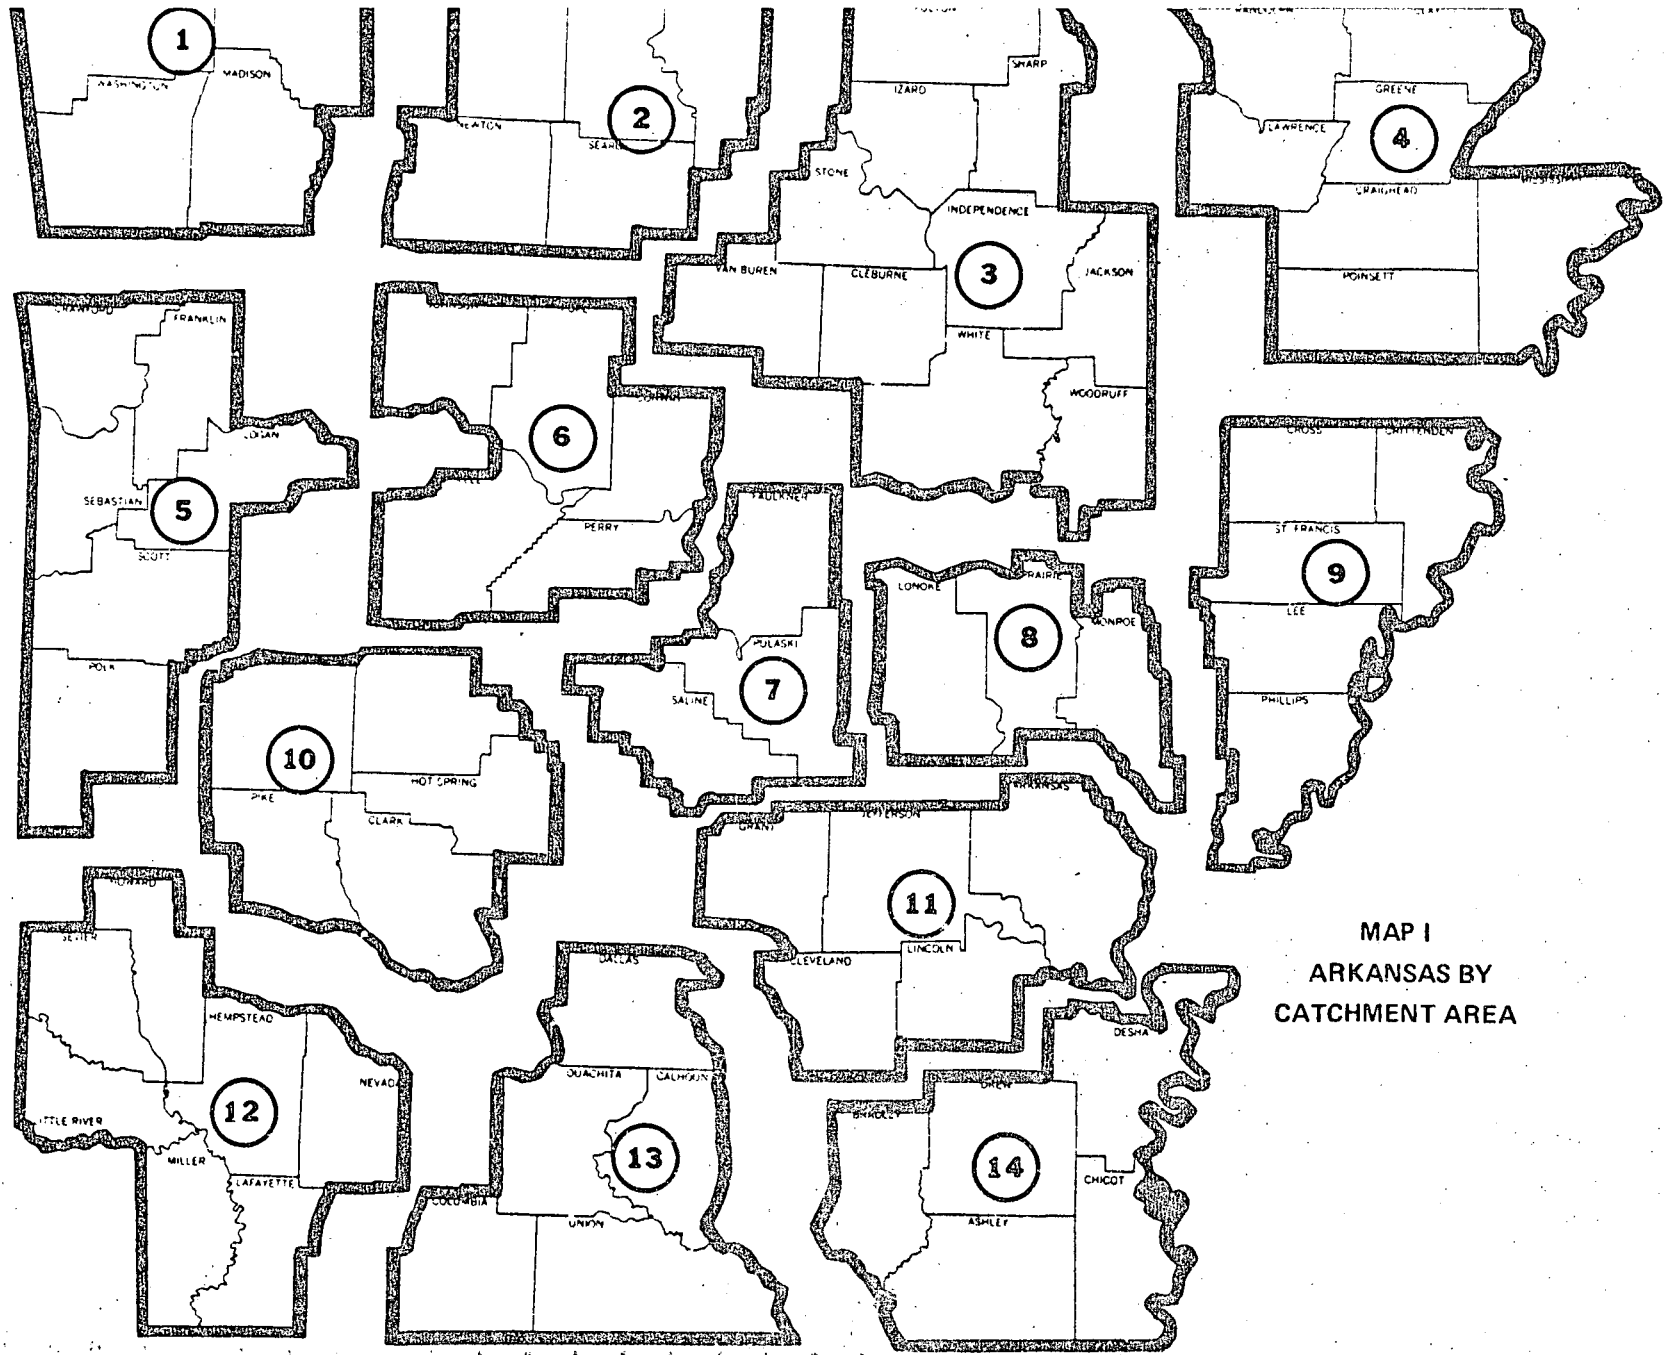 1
WASHINGTON
MADISON
2
NEWTON
SHARP
IZARD
STONE
INDEPENDENCE
3
VAN BUREN
CLEBURNE
JACKSON
WHITE
WOODRUFF
GREENE
LAWRENCE
4
CRAIGHEAD
MISSISSIPPI
POINSETT
CRAWFORD
FRANKLIN
LOGAN
SEBASTIAN
5
SCOTT
POLK
JOHNSON
POPE
6
CONWAY
PERRY
FAULKNER
PULASKI
SALINE
7
LONOKE
PRAIRIE
8
MONROE
CROSS
CRITTENDEN
ST FRANCIS
9
LEE
PHILLIPS
10
HOT SPRING
PIKE
CLARK
GRANT
JEFFERSON
ARKANSAS
11
LINCOLN
CLEVELAND
HOWARD
SEVIER
HEMPSTEAD
NEVADA
12
LITTLE RIVER
MILLER
LAFAYETTE
DALLAS
OUACHITA
CALHOUN
13
COLUMBIA
UNION
DESHA
DREW
BRADLEY
14
CHICOT
ASHLEY
MAP I
ARKANSAS BY
CATCHMENT AREA